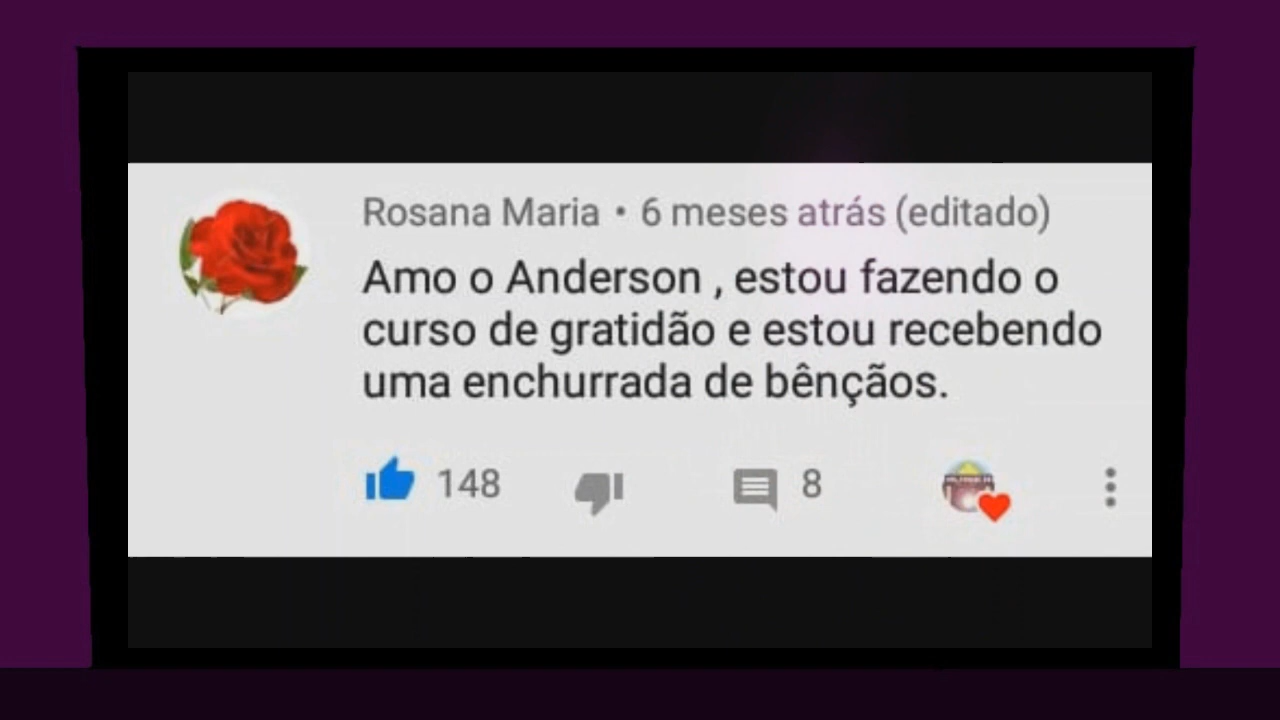 Rosana Maria • 6 meses atrás (editado)
Amo o Anderson , estou fazendo o
curso de gratidão e estou recebendo
uma enchurrada de bênçãos.
148 8